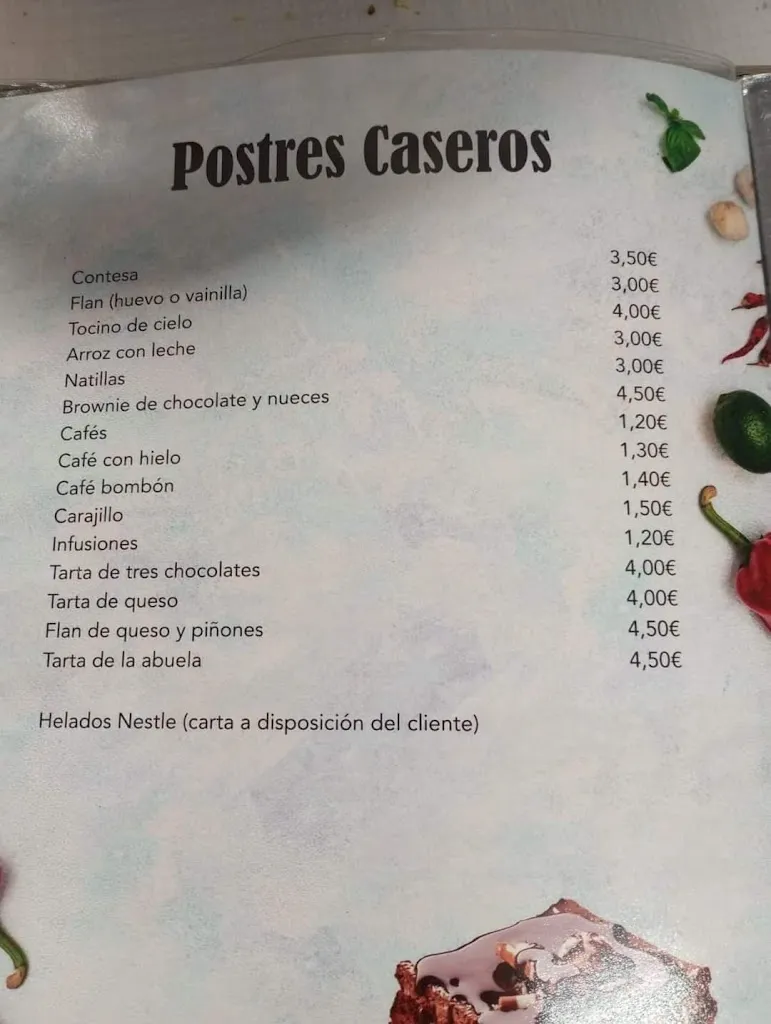 Postres Caseros
Contesa 3,50€
Flan (huevo o vainilla) 3,00€
Tocino de cielo 4,00€
Arroz con leche 3,00€
Natillas 3,00€
Brownie de chocolate y nueces 4,50€
Cafés 1,20€
Café con hielo 1,30€
Café bombón 1,40€
Carajillo 1,50€
Infusiones 1,20€
Tarta de tres chocolates 4,00€
Tarta de queso 4,00€
Flan de queso y piñones 4,50€
Tarta de la abuela 4,50€
Helados Nestle (carta a disposición del cliente)